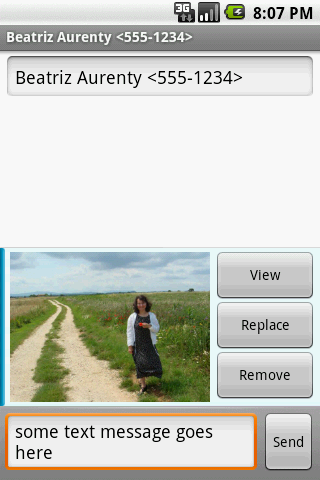 3G 8:07 PM
Beatriz Aurenty <555-1234>
Beatriz Aurenty <555-1234>
View
Replace
Remove
some text message goes
here
Send